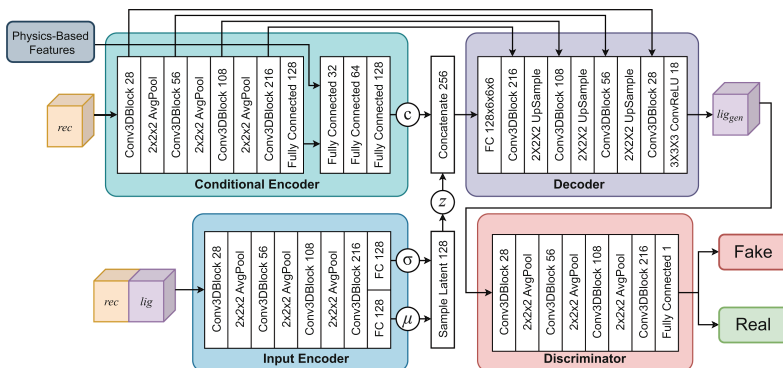 Physics-Based
Features
rec
Conv3DBlock 28
2x2x2 AvgPool
Conv3DBlock 56
2x2x2 AvgPool
Conv3DBlock 108
2x2x2 AvgPool
Conv3DBlock 216
Fully Connected 128
Fully Connected 32
Fully Connected 64
Fully Connected 128
Conditional Encoder
c
Concatenate 256
FC 128x6x6x6
Conv3DBlock 216
2X2X2 UpSample
Conv3DBlock 108
2X2X2 UpSample
Conv3DBlock 56
2X2X2 UpSample
Conv3DBlock 28
3X3X3 ConvReLU 18
Decoder
lig_gen
rec
lig
Conv3DBlock 28
2x2x2 AvgPool
Conv3DBlock 56
2x2x2 AvgPool
Conv3DBlock 108
2x2x2 AvgPool
Conv3DBlock 216
FC 128
FC 128
Input Encoder
σ
μ
z
Sample Latent 128
Conv3DBlock 28
2x2x2 AvgPool
Conv3DBlock 56
2x2x2 AvgPool
Conv3DBlock 108
2x2x2 AvgPool
Conv3DBlock 216
Fully Connected 1
Discriminator
Fake
Real